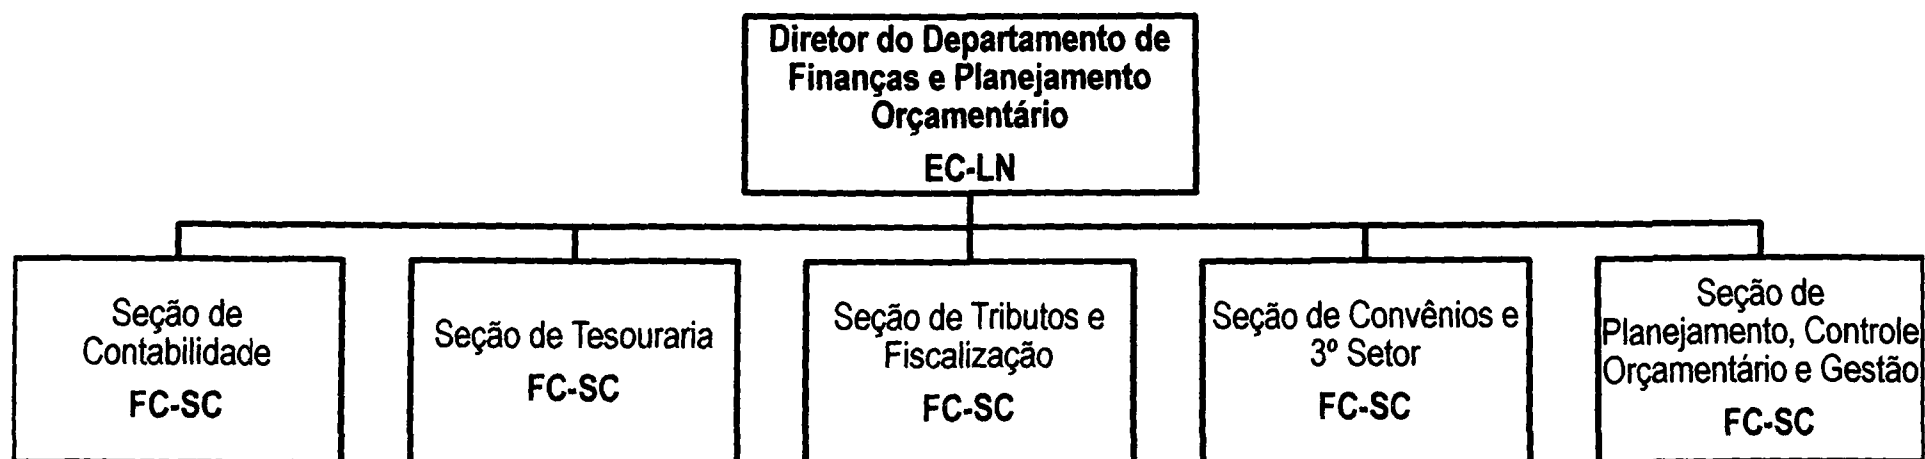 Diretor do Departamento de
Finanças e Planejamento
Orçamentário
EC-LN
Seção de
Contabilidade
FC-SC
Seção de Tesouraria
FC-SC
Seção de Tributos e
Fiscalização
FC-SC
Seção de Convênios e
3º Setor
FC-SC
Seção de
Planejamento, Controle
Orçamentário e Gestão
FC-SC